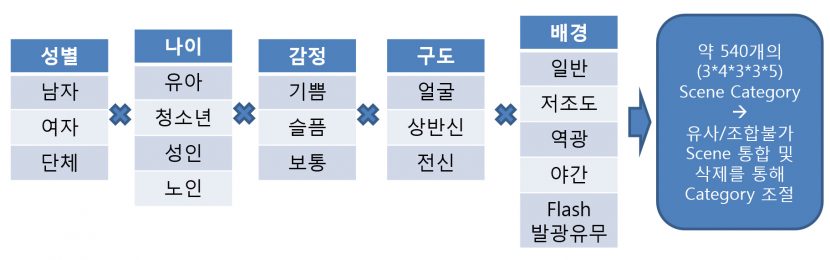 성별
남자
여자
단체
나이
유아
청소년
성인
노인
감정
기쁨
슬픔
보통
구도
얼굴
상반신
전신
배경
일반
저조도
역광
야간
Flash
발광유무
약 540개의
(3*4*3*3*5)
Scene Category
→
유사/조합불가
Scene 통합 및
삭제를 통해
Category 조절